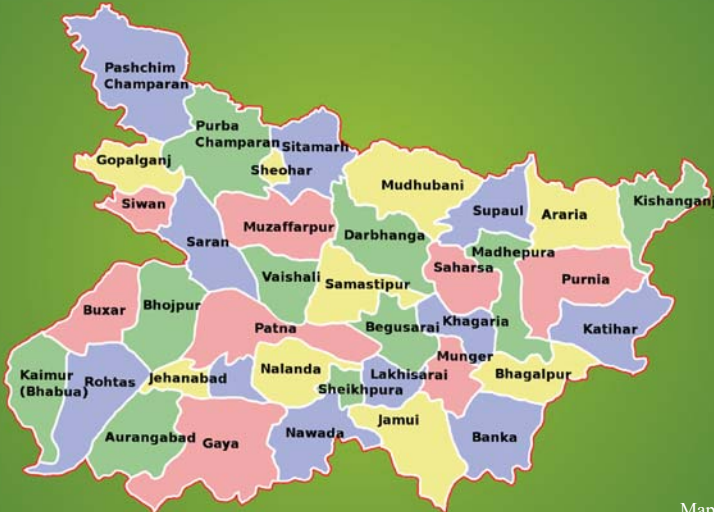 Pashchim
Champaran
Purba
Champaran
Sitamarh
Gopalganj
Sheohar
Mudhubani
Siwan
Supaul
Araria
Kishanganj
Muzaffarpur
Saran
Darbhanga
Madhepura
Saharsa
Vaishali
Samastipur
Purnia
Buxar
Bhojpur
Patna
Begusarai
Khagaria
Katihar
Munger
Nalanda
Kaimur
(Bhabua)
Rohtas
Jehanabad
Lakhisarai
Bhagalpur
Sheikhpura
Jamui
Aurangabad
Gaya
Nawada
Banka
Map